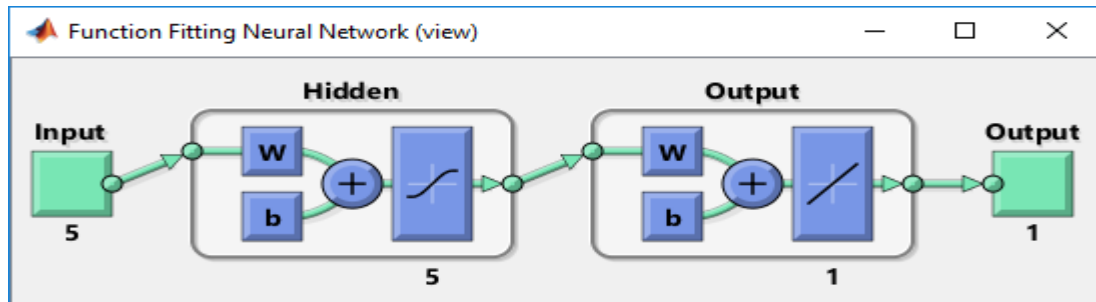 Function Fitting Neural Network (view)
Hidden
Output
Input
Output
W
W
+
+
b
b
5
1
5
1